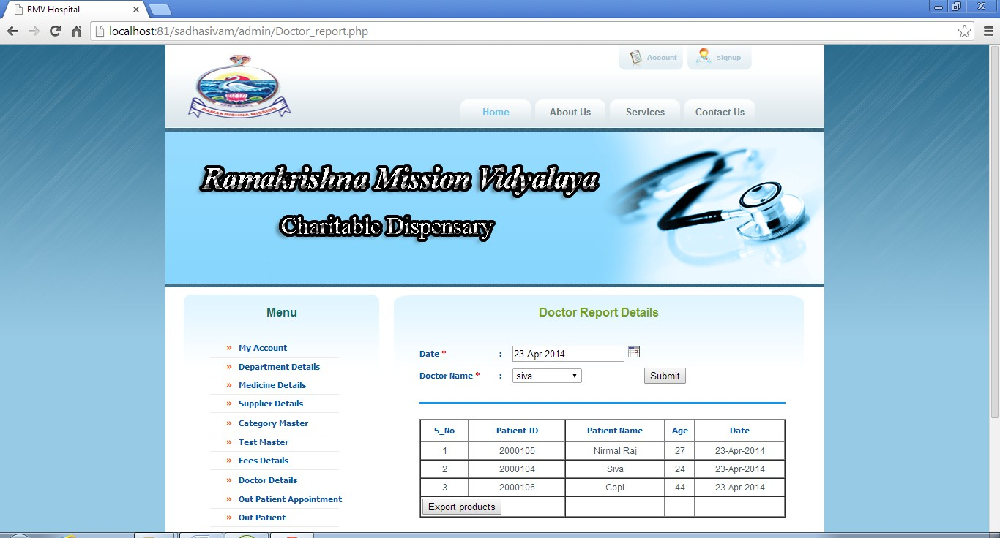 RMV Hospital
localhost:81/sadhasivam/admin/Doctor_report.php
Account signup
RAMAKRISHNA MISSION
Home About Us Services Contact Us
Ramakrishna Mission Vidyalaya
Charitable Dispensary
Menu
» My Account
» Department Details
» Medicine Details
» Supplier Details
» Category Master
» Test Master
» Fees Details
» Doctor Details
» Out Patient Appointment
» Out Patient
Doctor Report Details
Date * : 23-Apr-2014
Doctor Name * : siva Submit
S_No Patient ID Patient Name Age Date
1 2000105 Nirmal Raj 27 23-Apr-2014
2 2000104 Siva 24 23-Apr-2014
3 2000106 Gopi 44 23-Apr-2014
Export products